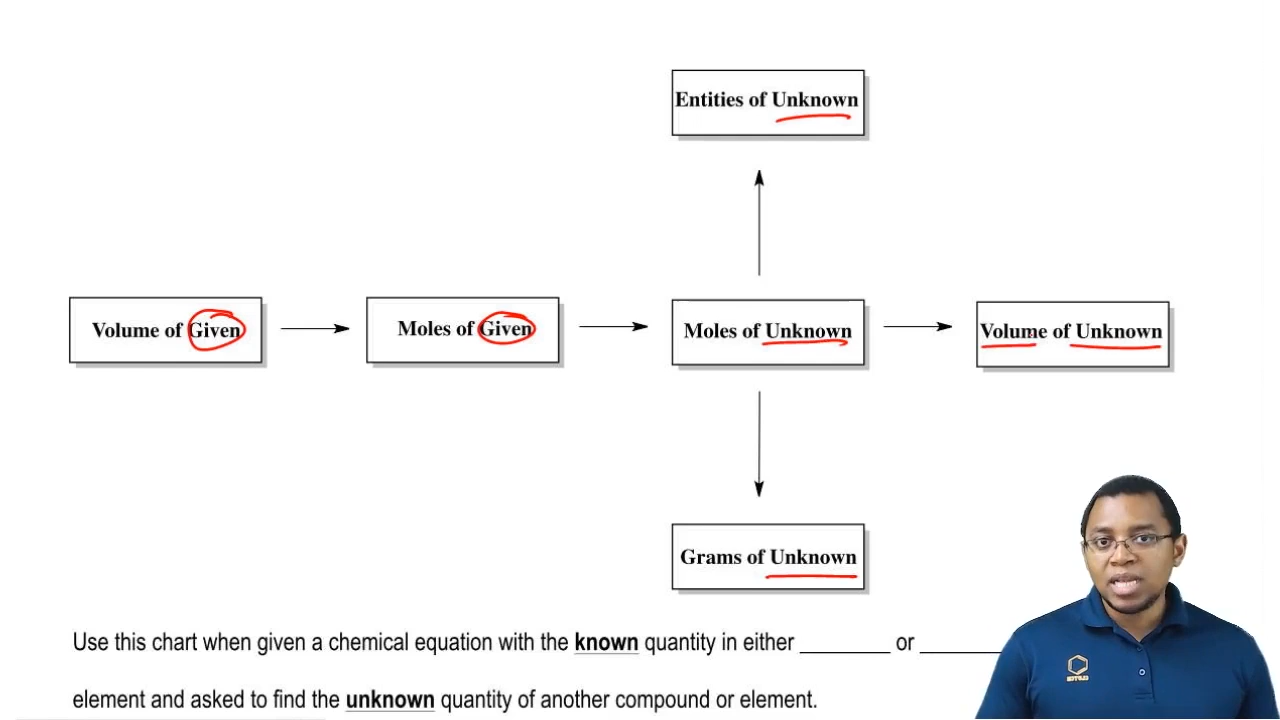 Entities of Unknown
Volume of Given
Moles of Given
Moles of Unknown
Volume of Unknown
Grams of Unknown
Use this chart when given a chemical equation with the known quantity in either ________ or ________
element and asked to find the unknown quantity of another compound or element.